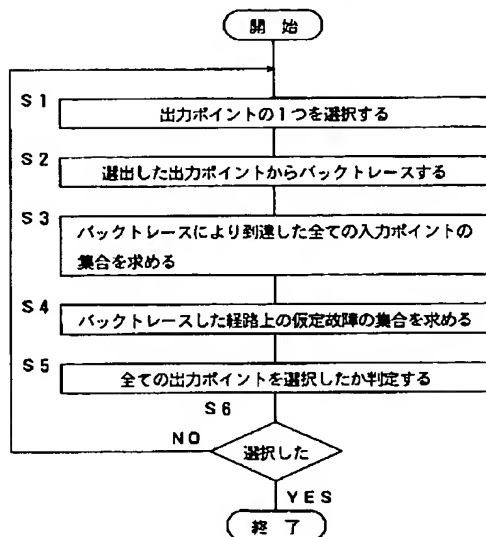 開 始
S1
出力ポイントの1つを選択する
S2
選出した出力ポイントからバックトレースする
S3
バックトレースにより到達した全ての入力ポイントの
集合を求める
S4
バックトレースした経路上の仮定故障の集合を求める
S5
全ての出力ポイントを選択したか判定する
S6
NO
選択した
YES
終 了